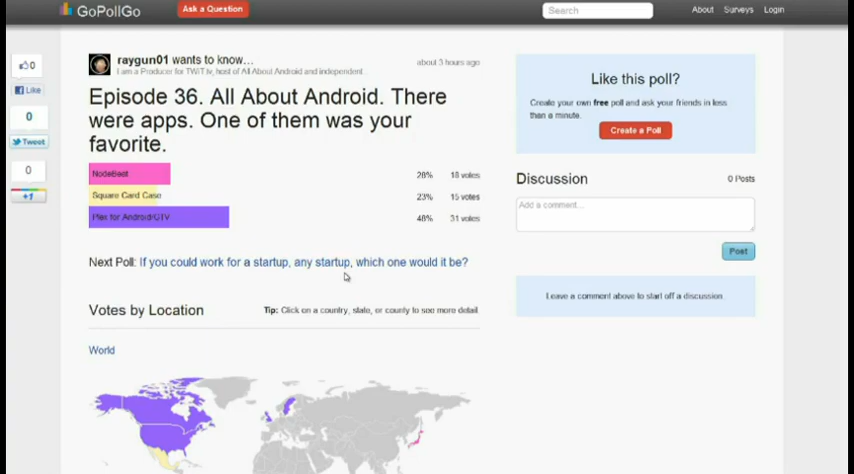 GoPollGo
Ask a Question
Search
About Surveys Login
0
Like
0
Tweet
0
+1
raygun01 wants to know...
I am a Producer for TWiT.tv, host of All About Android and independent.
about 3 hours ago
Episode 36. All About Android. There
were apps. One of them was your
favorite.
NodeBeat 28% 18 votes
Square Card Case 23% 15 votes
Plex for Android/GTV 48% 31 votes
Next Poll: If you could work for a startup, any startup, which one would it be?
Votes by Location
Tip: Click on a country, state, or county to see more detail.
World
Like this poll?
Create your own free poll and ask your friends in less
than a minute.
Create a Poll
Discussion 0 Posts
Add a comment...
Post
Leave a comment above to start off a discussion